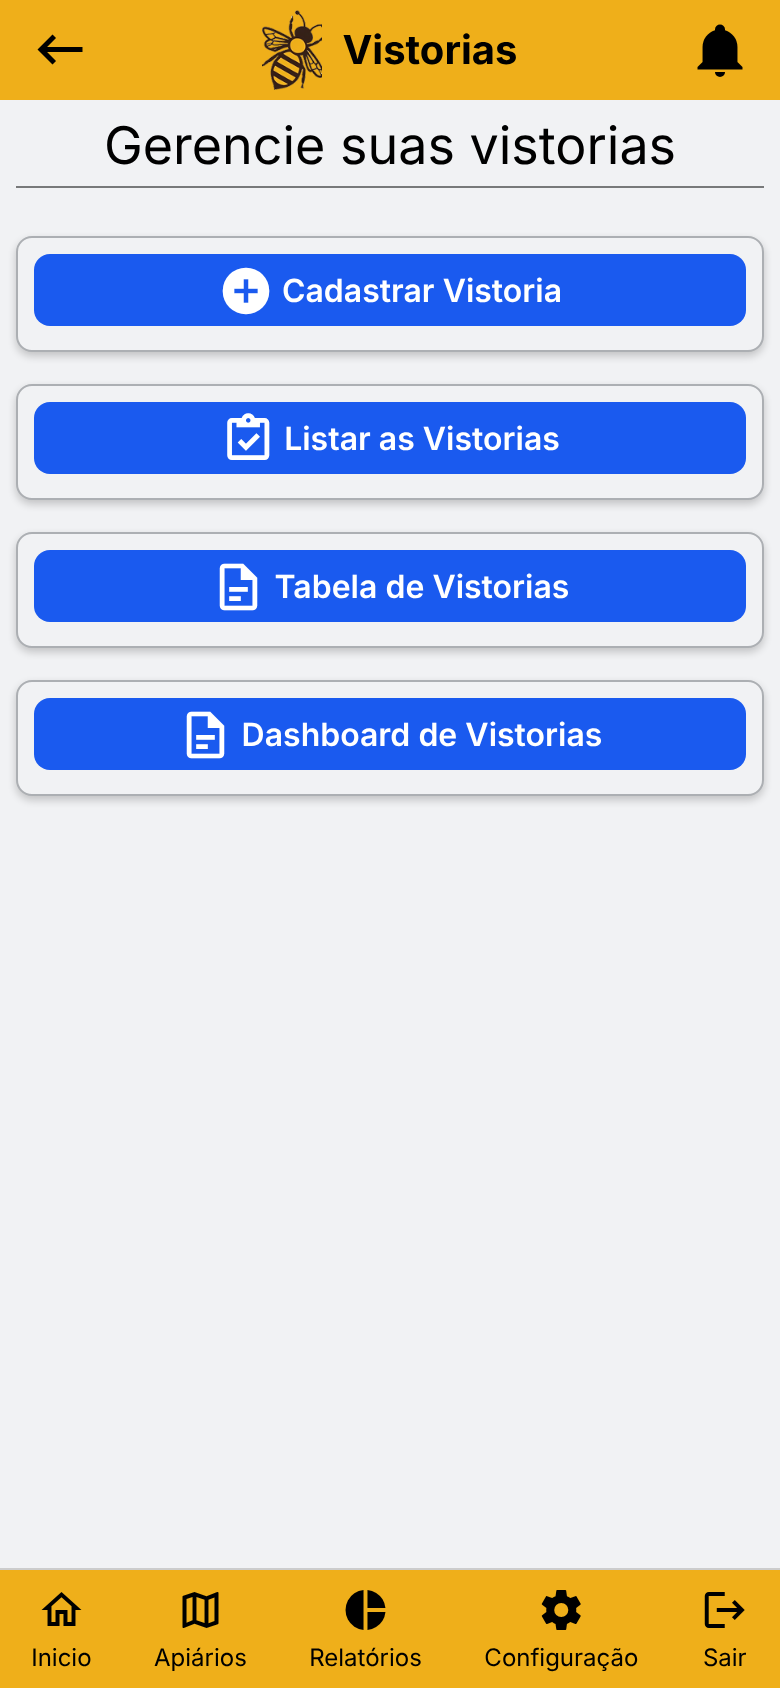 Vistorias
Gerencie suas vistorias
Cadastrar Vistoria
Listar as Vistorias
Tabela de Vistorias
Dashboard de Vistorias
Inicio Apiários Relatórios Configuração Sair